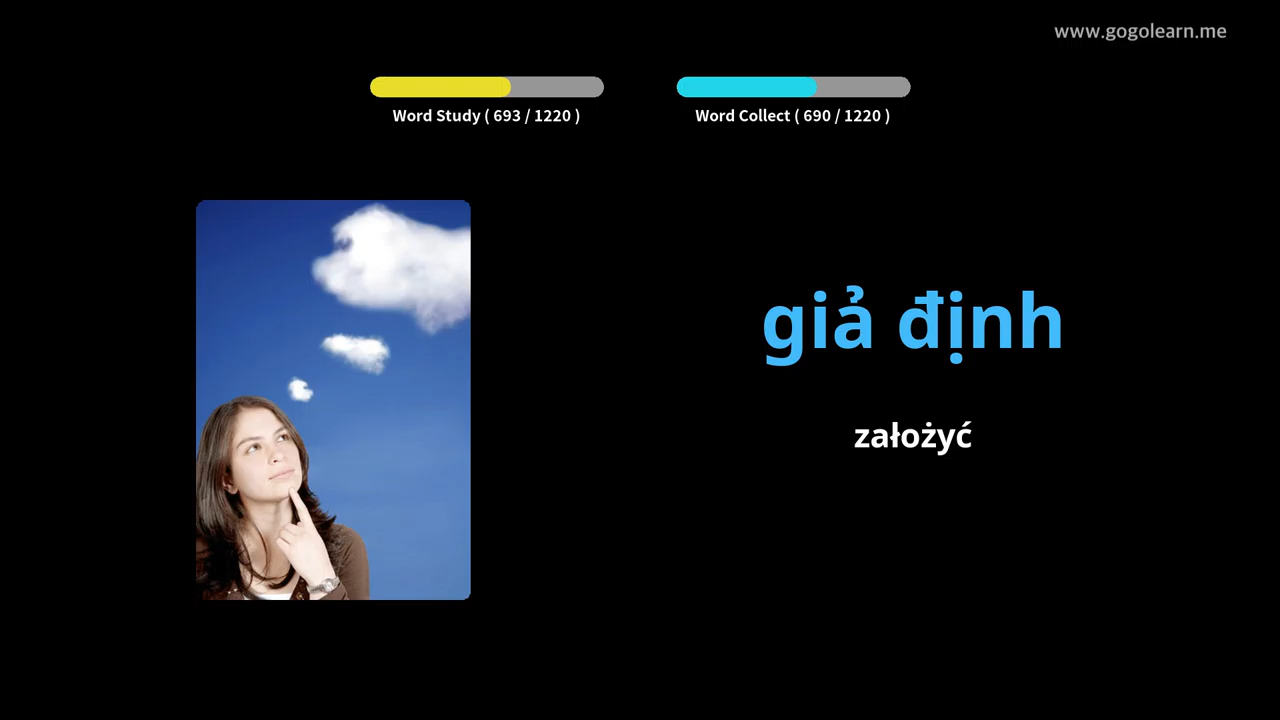 www.gogolearn.me
Word Study ( 693 / 1220 )
Word Collect ( 690 / 1220 )
giả định
założyć